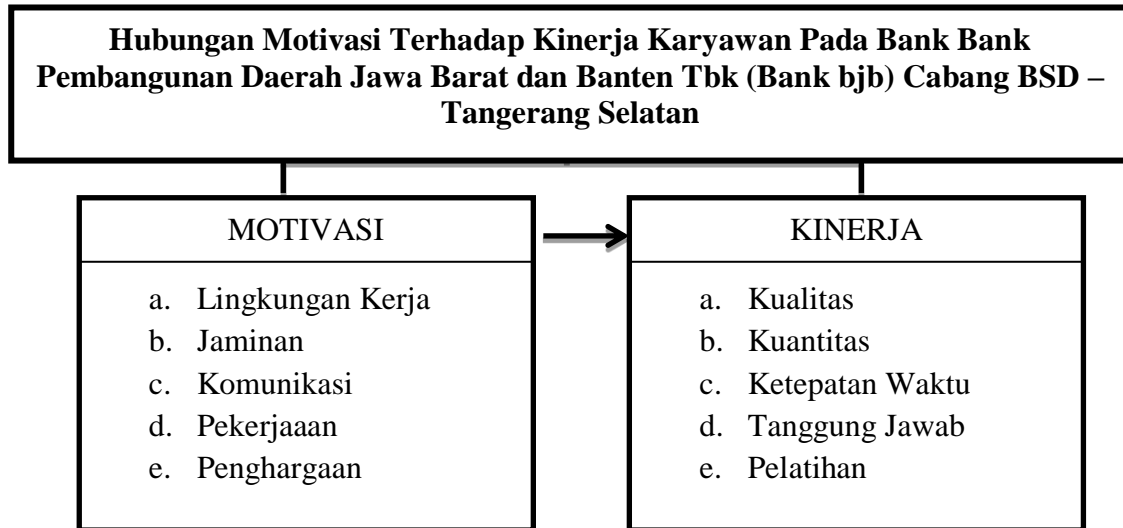 Hubungan Motivasi Terhadap Kinerja Karyawan Pada Bank Bank
Pembangunan Daerah Jawa Barat dan Banten Tbk (Bank bjb) Cabang BSD –
Tangerang Selatan
MOTIVASI
a. Lingkungan Kerja
b. Jaminan
c. Komunikasi
d. Pekerjaaan
e. Penghargaan
KINERJA
a. Kualitas
b. Kuantitas
c. Ketepatan Waktu
d. Tanggung Jawab
e. Pelatihan